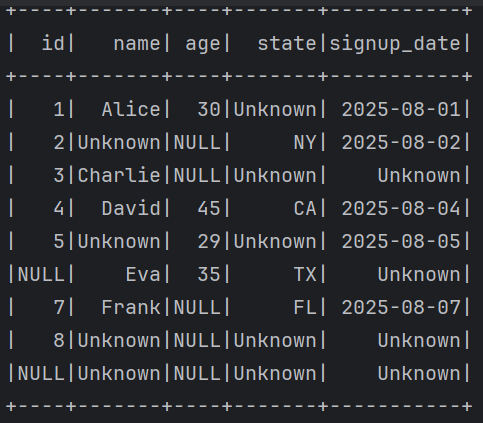 +----+-------+----+-------+-----------+
|  id|   name| age|  state|signup_date|
+----+-------+----+-------+-----------+
|   1|  Alice|  30|Unknown| 2025-08-01|
|   2|Unknown|NULL|     NY| 2025-08-02|
|   3|Charlie|NULL|Unknown|    Unknown|
|   4|  David|  45|     CA| 2025-08-04|
|   5|Unknown|  29|Unknown| 2025-08-05|
|NULL|    Eva|  35|     TX|    Unknown|
|   7|  Frank|NULL|     FL| 2025-08-07|
|   8|Unknown|NULL|Unknown|    Unknown|
|NULL|Unknown|NULL|Unknown|    Unknown|
+----+-------+----+-------+-----------+